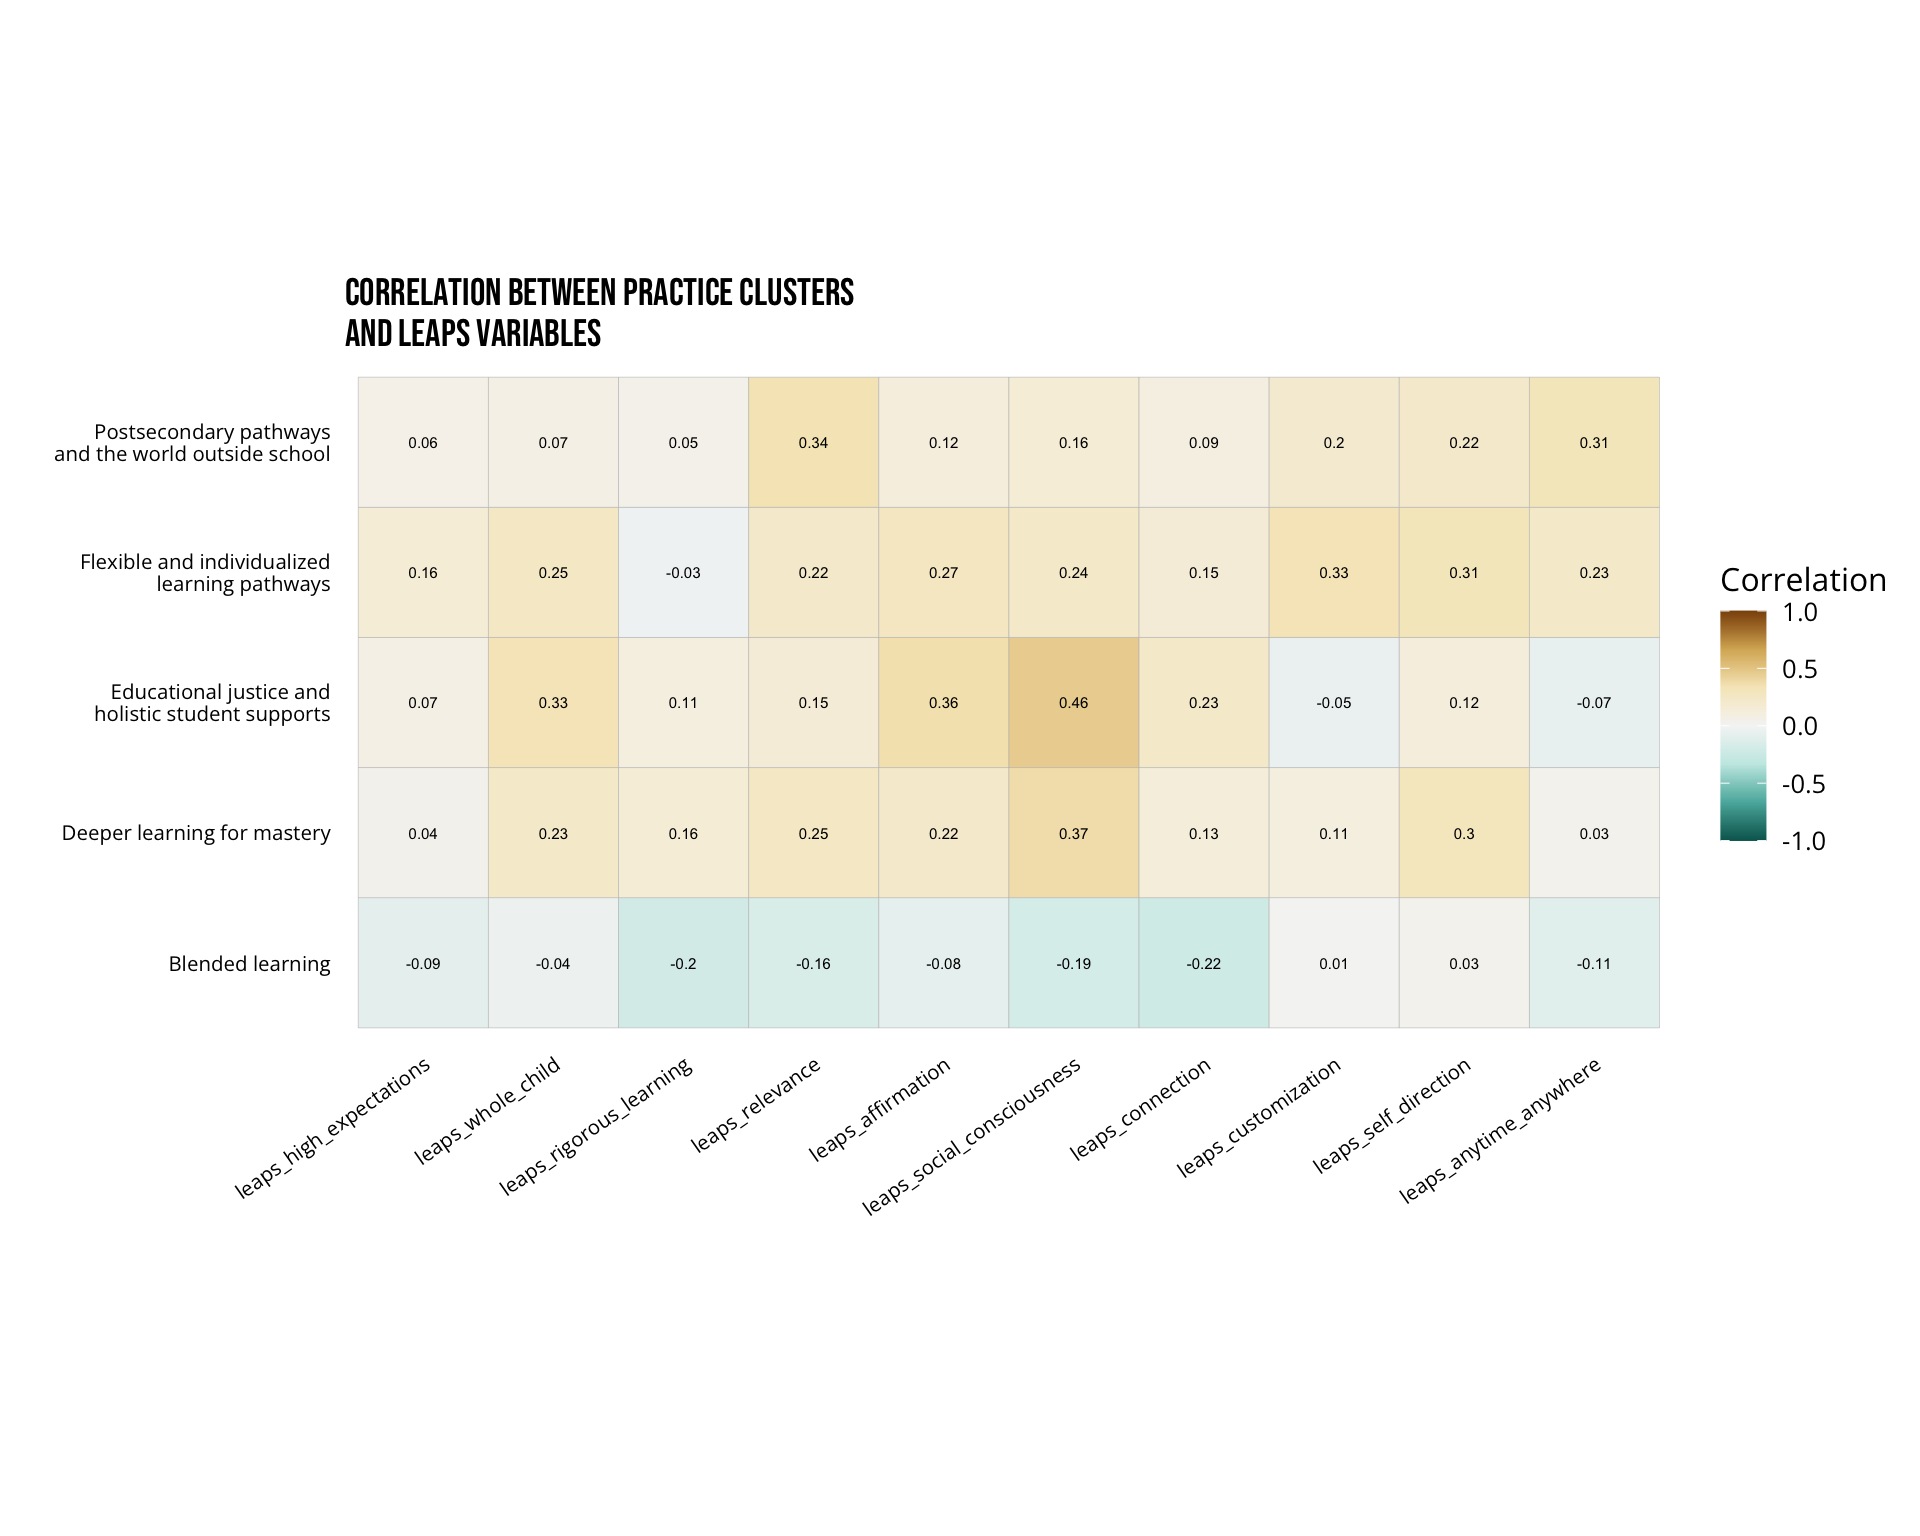 CORRELATION BETWEEN PRACTICE CLUSTERS
AND LEAPS VARIABLES
Postsecondary pathways
and the world outside school
0.06 0.07 0.05 0.34 0.12 0.16 0.09 0.2 0.22 0.31
Flexible and individualized
learning pathways
0.16 0.25 -0.03 0.22 0.27 0.24 0.15 0.33 0.31 0.23
Educational justice and
holistic student supports
0.07 0.33 0.11 0.15 0.36 0.46 0.23 -0.05 0.12 -0.07
Deeper learning for mastery
0.04 0.23 0.16 0.25 0.22 0.37 0.13 0.11 0.3 0.03
Blended learning
-0.09 -0.04 -0.2 -0.16 -0.08 -0.19 -0.22 0.01 0.03 -0.11
leaps_high_expectations
leaps_whole_child
leaps_rigorous_learning
leaps_relevance
leaps_affirmation
leaps_social_consciousness
leaps_connection
leaps_customization
leaps_self_direction
leaps_anytime_anywhere
Correlation
1.0
0.5
0.0
-0.5
-1.0